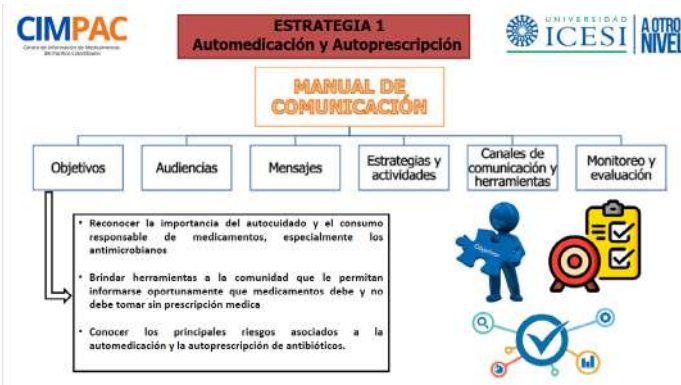 CIMPAC
Centro de Información de Medicamentos
del Pacífico Colombiano
ESTRATEGIA 1
Automedicación y Autoprescripción
UNIVERSIDAD
ICESI
A OTRO
NIVEL
MANUAL DE
COMUNICACIÓN
Objetivos
Audiencias
Mensajes
Estrategias y
actividades
Canales de
comunicación y
herramientas
Monitoreo y
evaluación
• Reconocer la importancia del autocuidado y el consumo
responsable de medicamentos, especialmente los
antimicrobianos
• Brindar herramientas a la comunidad que le permitan
informarse oportunamente que medicamentos debe y no
debe tomar sin prescripción medica
• Conocer los principales riesgos asociados a la
automedicación y la autoprescripción de antibióticos.
Objetivos